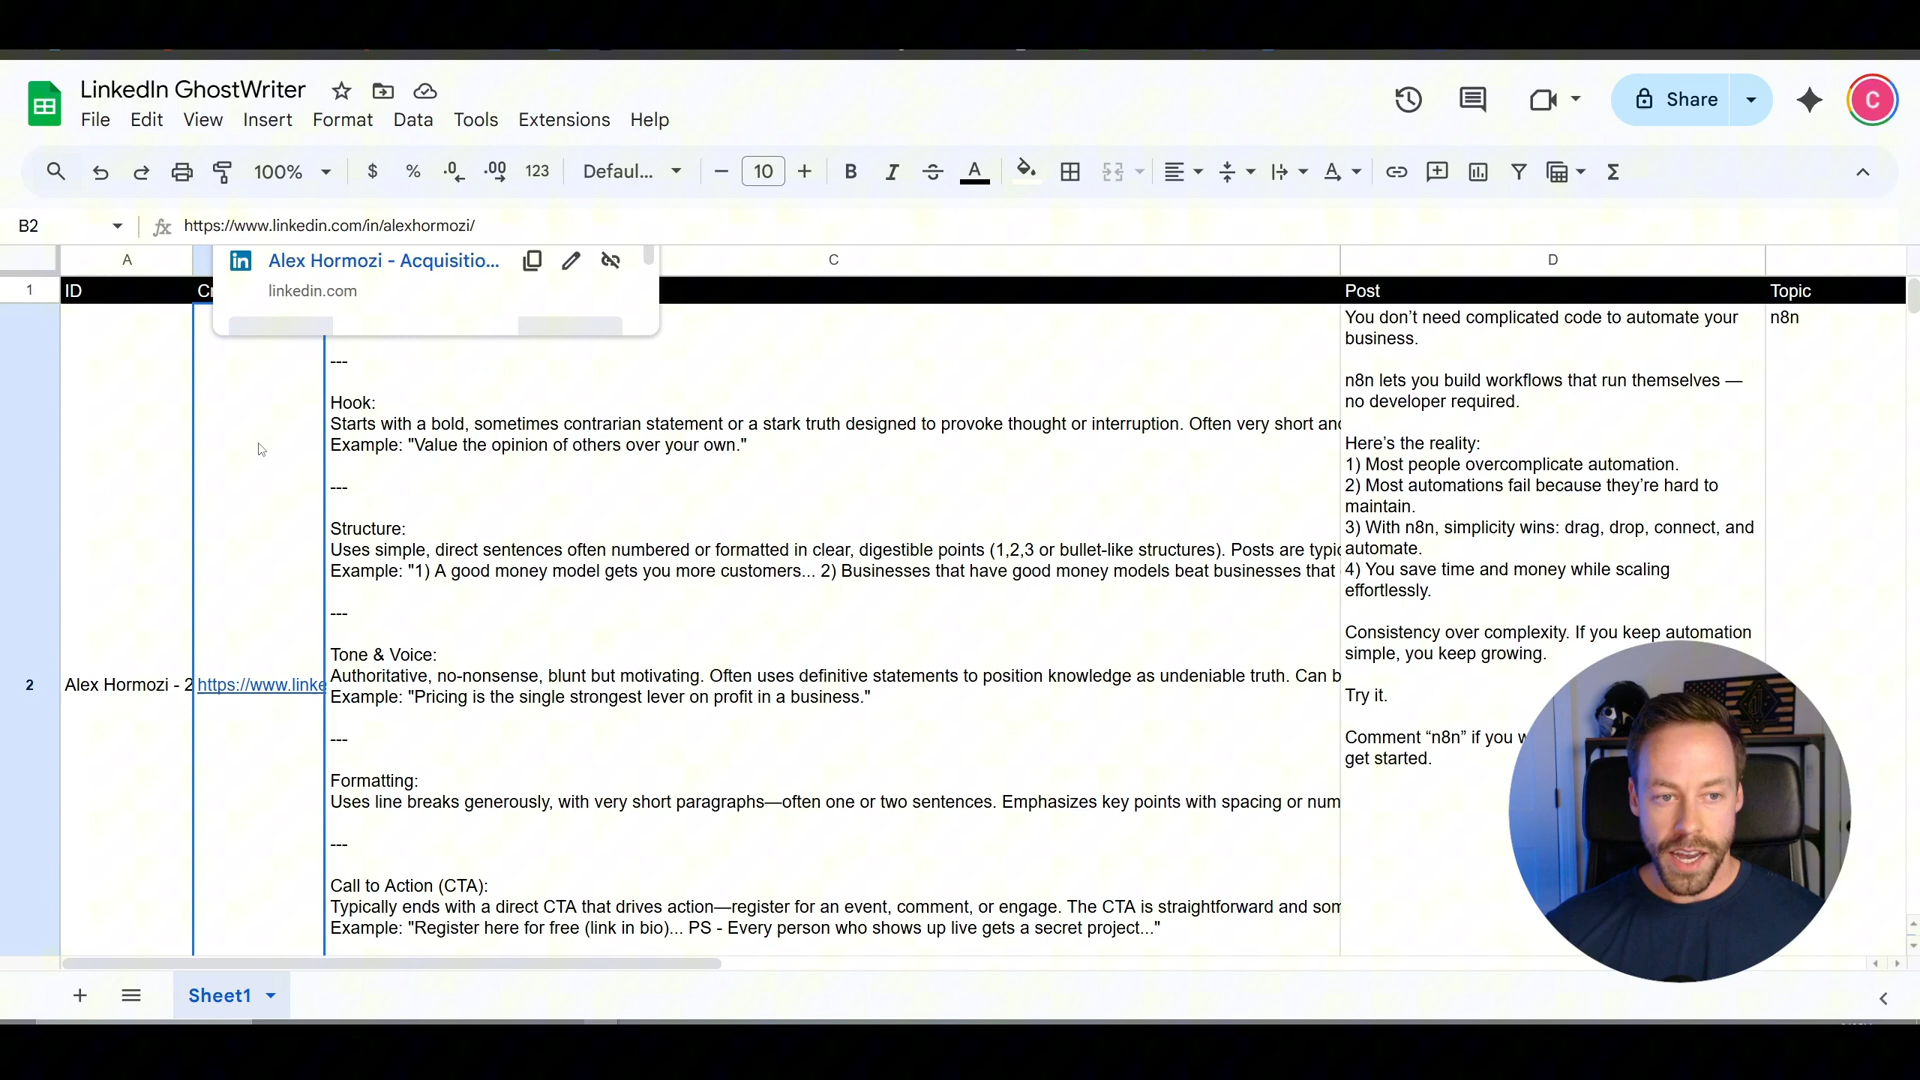 LinkedIn GhostWriter
File Edit View Insert Format Data Tools Extensions Help
Share
C
100%
$ % .0 .00 123
Defaul...
10
B I A
B2
fx https://www.linkedin.com/in/alexhormozi/
A C D
Alex Hormozi - Acquisitio...
linkedin.com
1 ID Post Topic
You don't need complicated code to automate your
business.
n8n
n8n lets you build workflows that run themselves —
no developer required.
Here's the reality:
1) Most people overcomplicate automation.
2) Most automations fail because they're hard to
maintain.
3) With n8n, simplicity wins: drag, drop, connect, and
automate.
4) You save time and money while scaling
effortlessly.
Consistency over complexity. If you keep automation
simple, you keep growing.
Try it.
Comment “n8n” if you
get started.
---
Hook:
Starts with a bold, sometimes contrarian statement or a stark truth designed to provoke thought or interruption. Often very short
Example: "Value the opinion of others over your own."
---
Structure:
Uses simple, direct sentences often numbered or formatted in clear, digestible points (1,2,3 or bullet-like structures). Posts are
Example: "1) A good money model gets you more customers... 2) Businesses that have good money models beat businesses that
---
Tone & Voice:
Authoritative, no-nonsense, blunt but motivating. Often uses definitive statements to position knowledge as undeniable truth. Can
Example: "Pricing is the single strongest lever on profit in a business."
2 Alex Hormozi - 2 https://www.linke
---
Formatting:
Uses line breaks generously, with very short paragraphs—often one or two sentences. Emphasizes key points with spacing or
---
Call to Action (CTA):
Typically ends with a direct CTA that drives action—register for an event, comment, or engage. The CTA is straightforward and
Example: "Register here for free (link in bio)... PS - Every person who shows up live gets a secret project..."
Sheet1